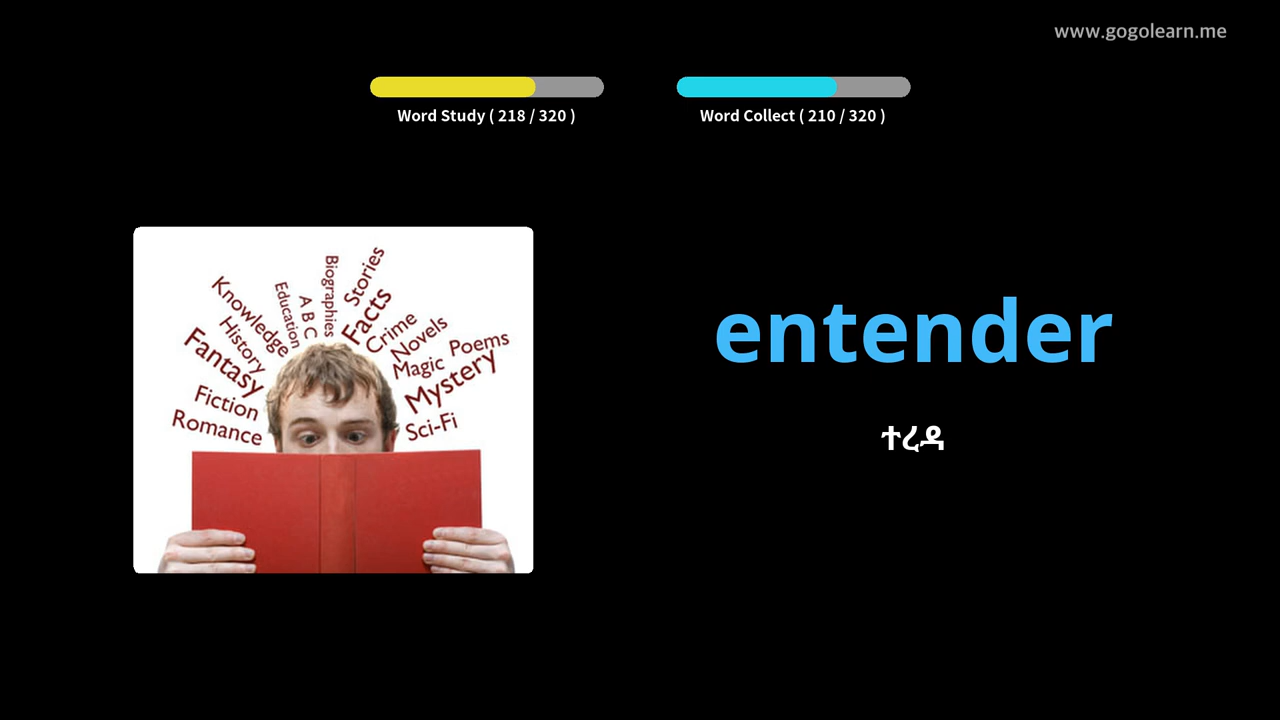 www.gogolearn.me
Word Study ( 218 / 320 )
Word Collect ( 210 / 320 )
Biographies
Stories
Education
A B C
Facts
Knowledge
Crime
History
Novels
Fantasy
Magic
Poems
Mystery
Fiction
Romance
Sci-Fi
entender
ተረዳ